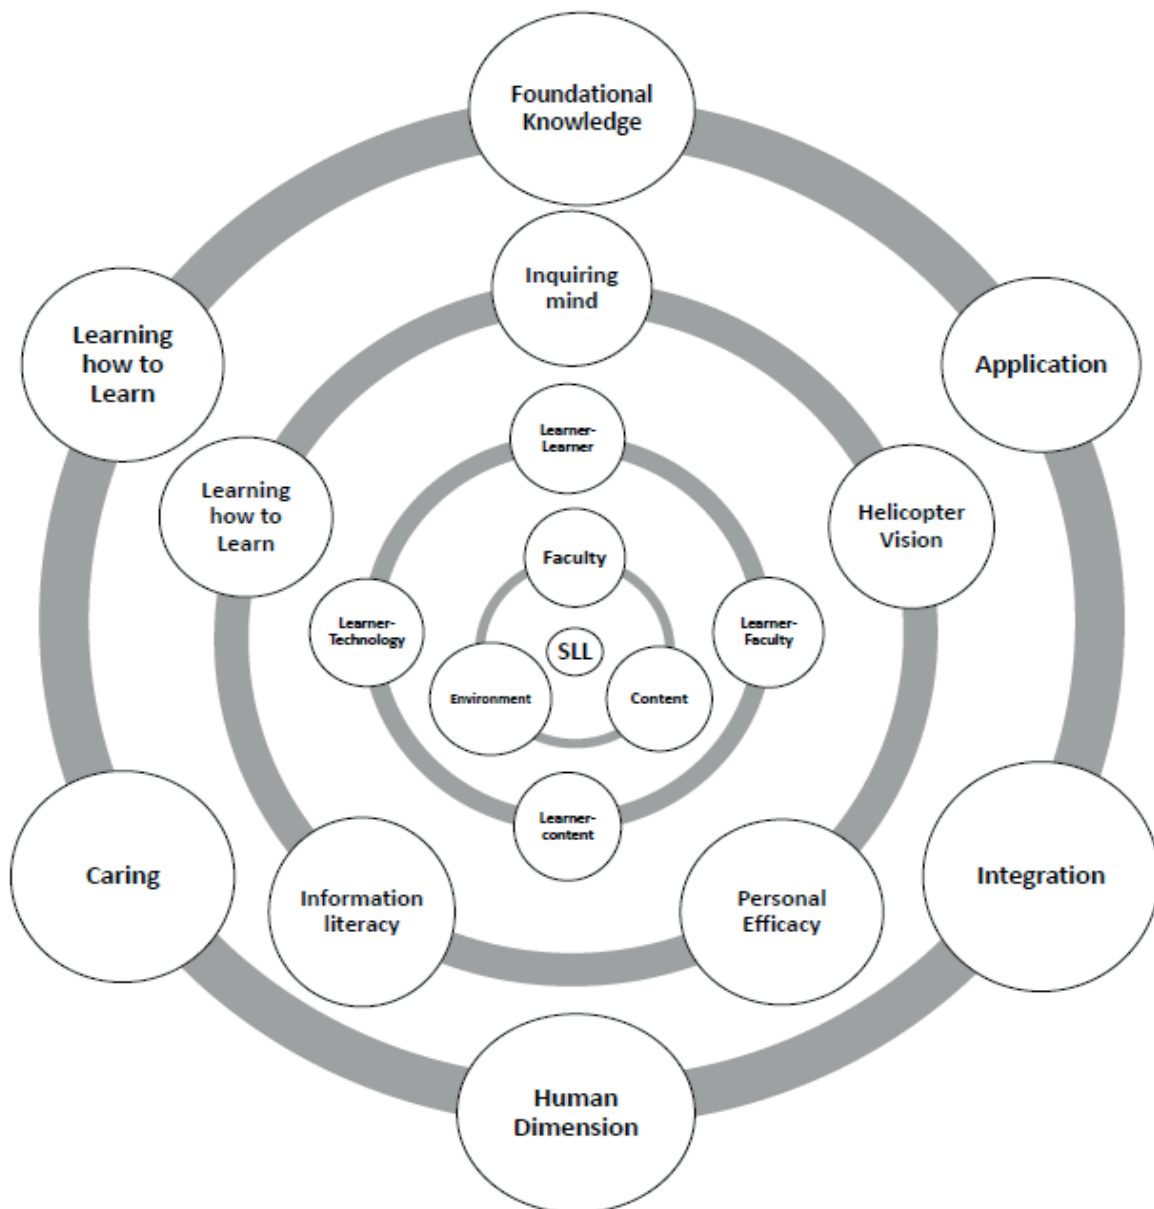 Foundational
Knowledge
Inquiring
mind
Learning
how to
Learn
Application
Learner-
Learner
Learning
how to
Learn
Helicopter
Vision
Faculty
Learner-
Technology
Learner-
Faculty
SLL
Environment
Content
Learner-
content
Caring
Integration
Information
literacy
Personal
Efficacy
Human
Dimension